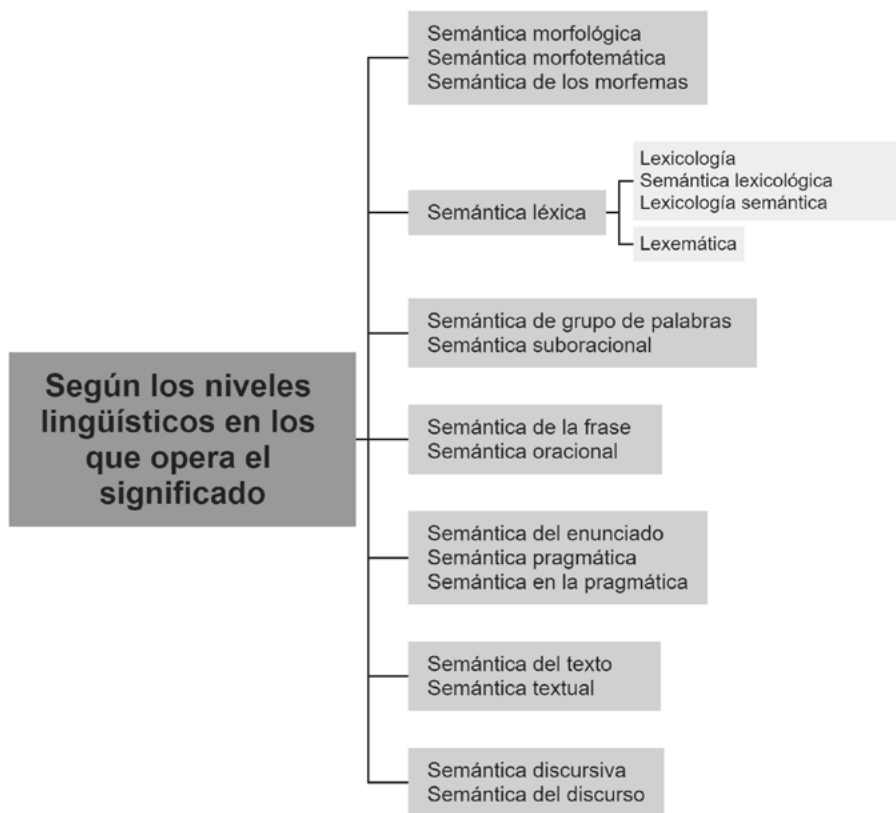 Según los niveles
lingüísticos en los
que opera el
significado
Semántica morfológica
Semántica morfotemática
Semántica de los morfemas
Semántica léxica
Lexicología
Semántica lexicológica
Lexicología semántica
Lexemática
Semántica de grupo de palabras
Semántica suboracional
Semántica de la frase
Semántica oracional
Semántica del enunciado
Semántica pragmática
Semántica en la pragmática
Semántica del texto
Semántica textual
Semántica discursiva
Semántica del discurso